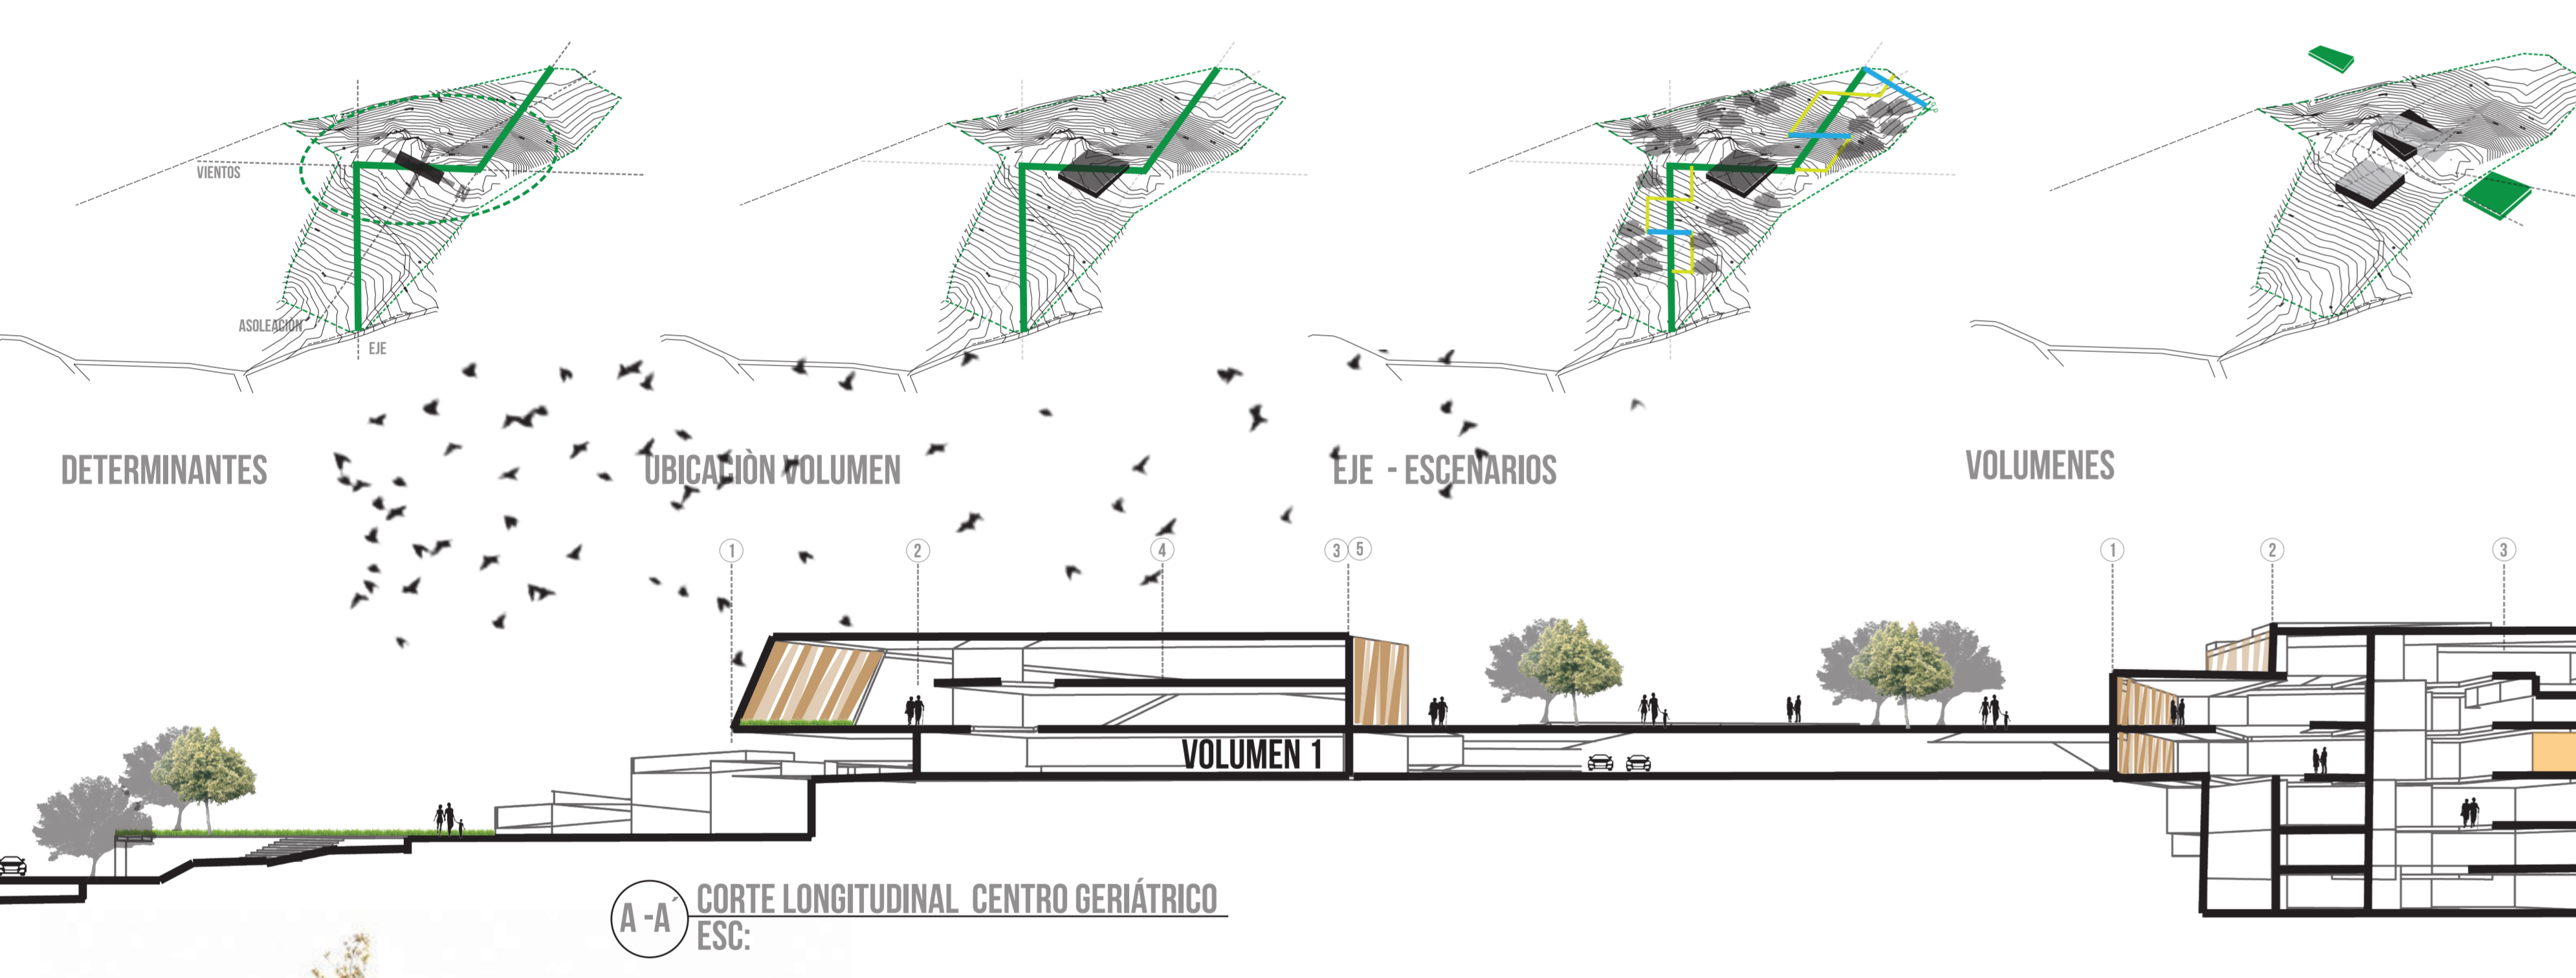 VIENTOS
ASOLEACIÓN
EJE
DETERMINANTES
UBICACIÒN VOLUMEN
EJE - ESCENARIOS
VOLUMENES
1
2
4
3
5
1
2
3
VOLUMEN 1
A -A´
CORTE LONGITUDINAL CENTRO GERIÁTRICO
ESC: